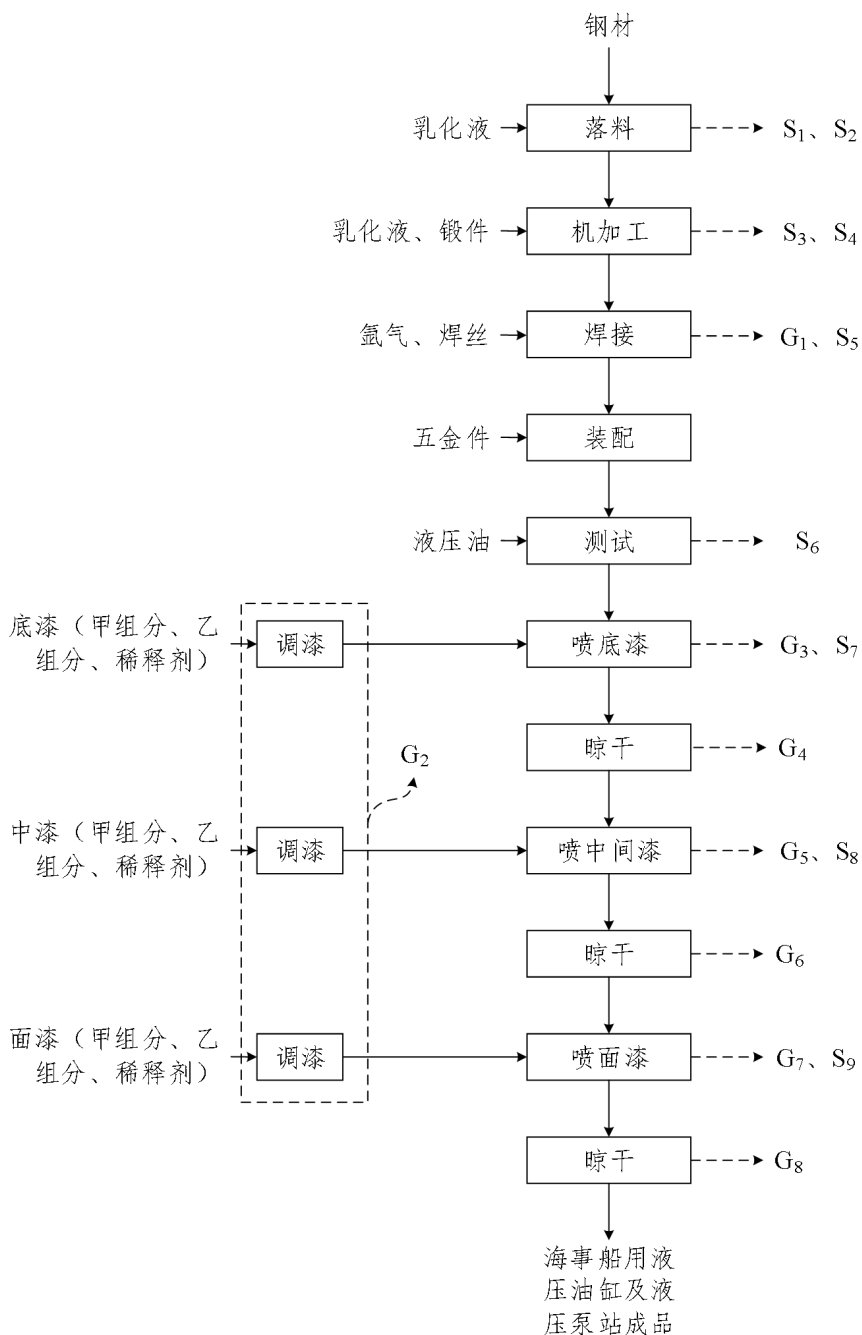 钢材
乳化液
落料
S₁、S₂
乳化液、锻件
机加工
S₃、S₄
氩气、焊丝
焊接
G₁、S₅
五金件
装配
液压油
测试
S₆
底漆（甲组分、乙
组分、稀释剂）
调漆
喷底漆
G₃、S₇
晾干
G₄
G₂
中漆（甲组分、乙
组分、稀释剂）
调漆
喷中间漆
G₅、S₈
晾干
G₆
面漆（甲组分、乙
组分、稀释剂）
调漆
喷面漆
G₇、S₉
晾干
G₈
海事船用液
压油缸及液
压泵站成品